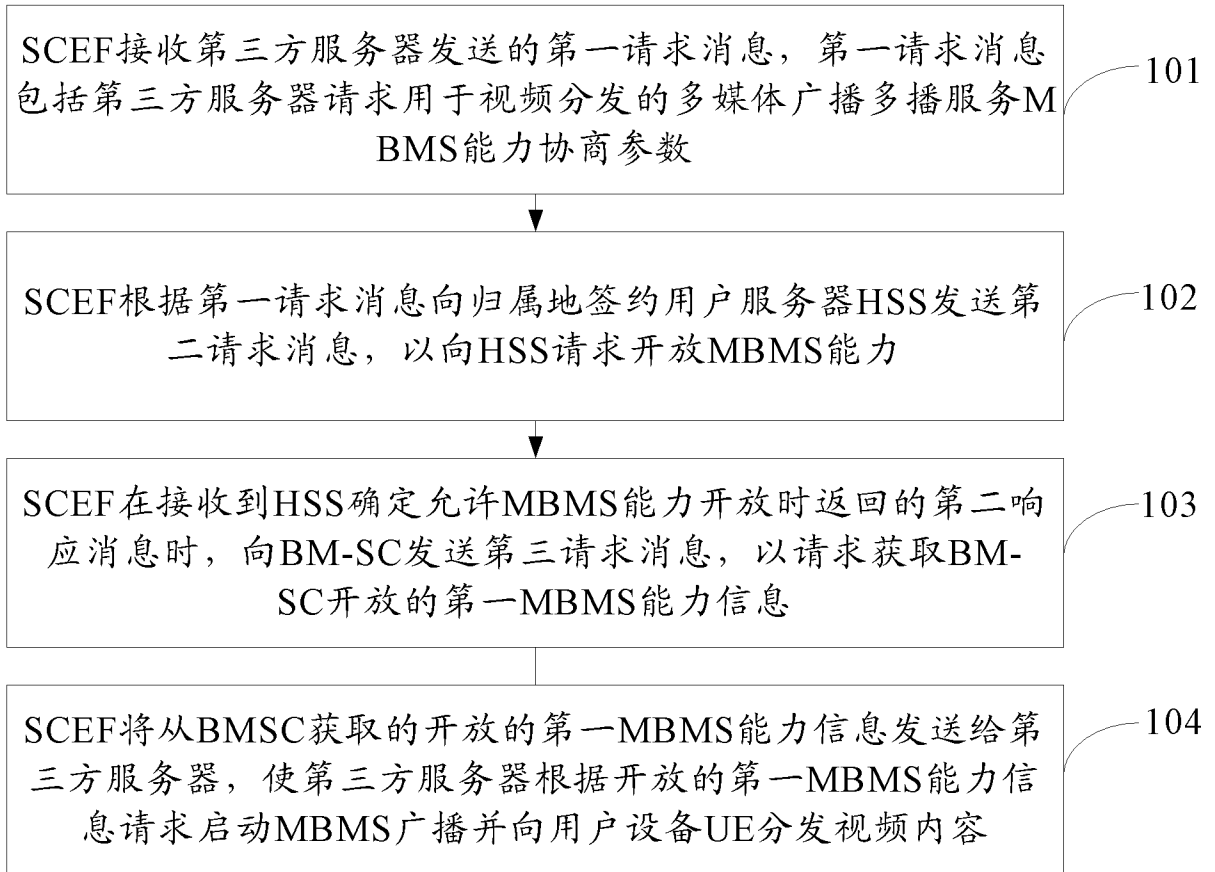 SCEF接收第三方服务器发送的第一请求消息，第一请求消息
包括第三方服务器请求用于视频分发的多媒体广播多播服务M
BMS能力协商参数
101
SCEF根据第一请求消息向归属地签约用户服务器HSS发送第
二请求消息，以向HSS请求开放MBMS能力
102
SCEF在接收到HSS确定允许MBMS能力开放时返回的第二响
应消息时，向BM-SC发送第三请求消息，以请求获取BM-
SC开放的第一MBMS能力信息
103
SCEF将从BMSC获取的开放的第一MBMS能力信息发送给第
三方服务器，使第三方服务器根据开放的第一MBMS能力信
息请求启动MBMS广播并向用户设备UE分发视频内容
104